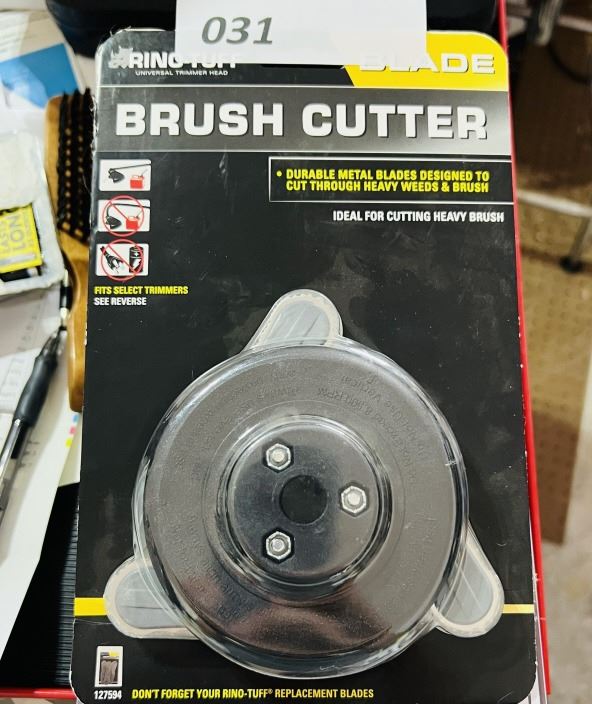 031
RINO-TUFF
UNIVERSAL TRIMMER HEAD
BLADE
BRUSH CUTTER
• DURABLE METAL BLADES DESIGNED TO
CUT THROUGH HEAVY WEEDS & BRUSH
IDEAL FOR CUTTING HEAVY BRUSH
FITS SELECT TRIMMERS
SEE REVERSE
127594
DON'T FORGET YOUR RINO-TUFF® REPLACEMENT BLADES